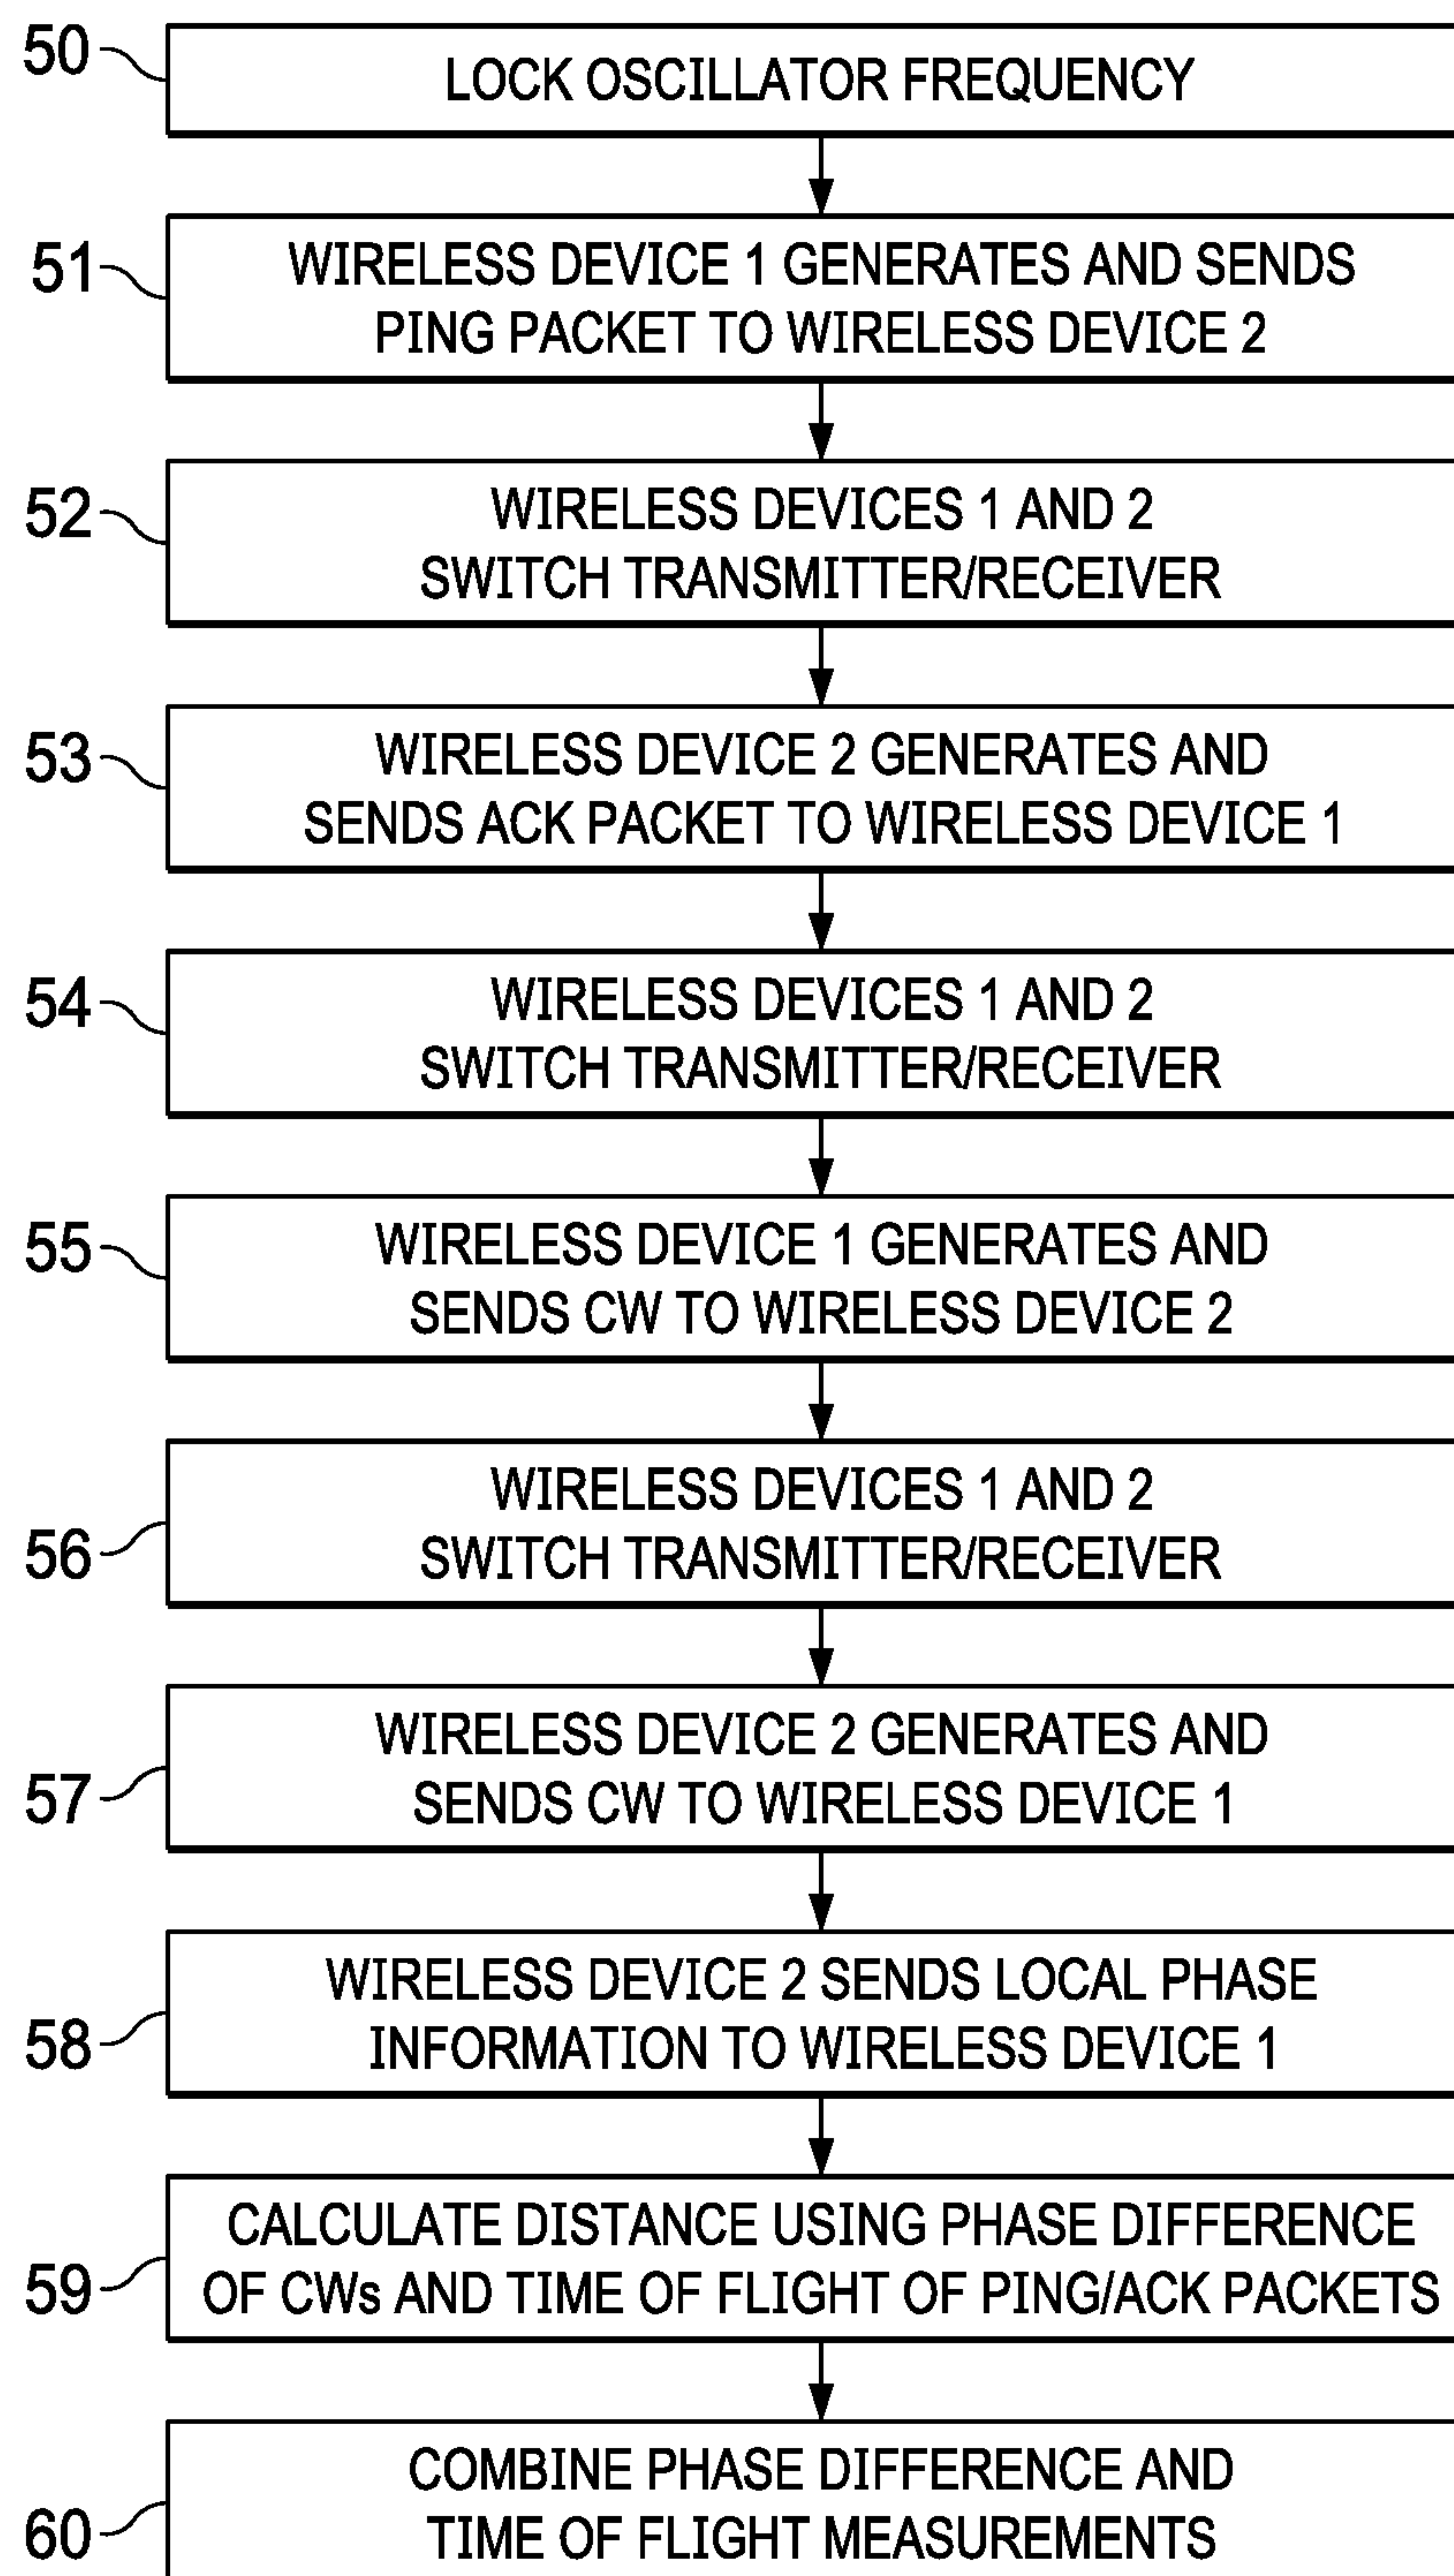 50
LOCK OSCILLATOR FREQUENCY
51
WIRELESS DEVICE 1 GENERATES AND SENDS
PING PACKET TO WIRELESS DEVICE 2
52
WIRELESS DEVICES 1 AND 2
SWITCH TRANSMITTER/RECEIVER
53
WIRELESS DEVICE 2 GENERATES AND
SENDS ACK PACKET TO WIRELESS DEVICE 1
54
WIRELESS DEVICES 1 AND 2
SWITCH TRANSMITTER/RECEIVER
55
WIRELESS DEVICE 1 GENERATES AND
SENDS CW TO WIRELESS DEVICE 2
56
WIRELESS DEVICES 1 AND 2
SWITCH TRANSMITTER/RECEIVER
57
WIRELESS DEVICE 2 GENERATES AND
SENDS CW TO WIRELESS DEVICE 1
58
WIRELESS DEVICE 2 SENDS LOCAL PHASE
INFORMATION TO WIRELESS DEVICE 1
59
CALCULATE DISTANCE USING PHASE DIFFERENCE
OF CWs AND TIME OF FLIGHT OF PING/ACK PACKETS
60
COMBINE PHASE DIFFERENCE AND
TIME OF FLIGHT MEASUREMENTS